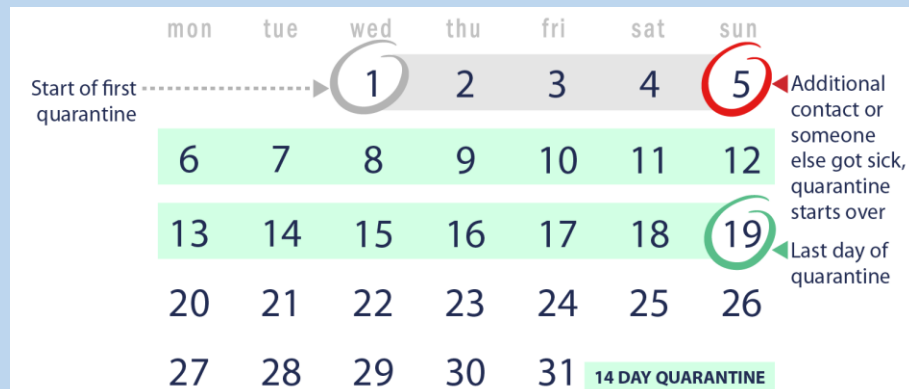 mon tue wed thu fri sat sun
Start of first
quarantine
1 2 3 4 5
Additional
contact or
someone
else got sick,
quarantine
starts over
6 7 8 9 10 11 12
13 14 15 16 17 18 19
Last day of
quarantine
20 21 22 23 24 25 26
27 28 29 30 31
14 DAY QUARANTINE